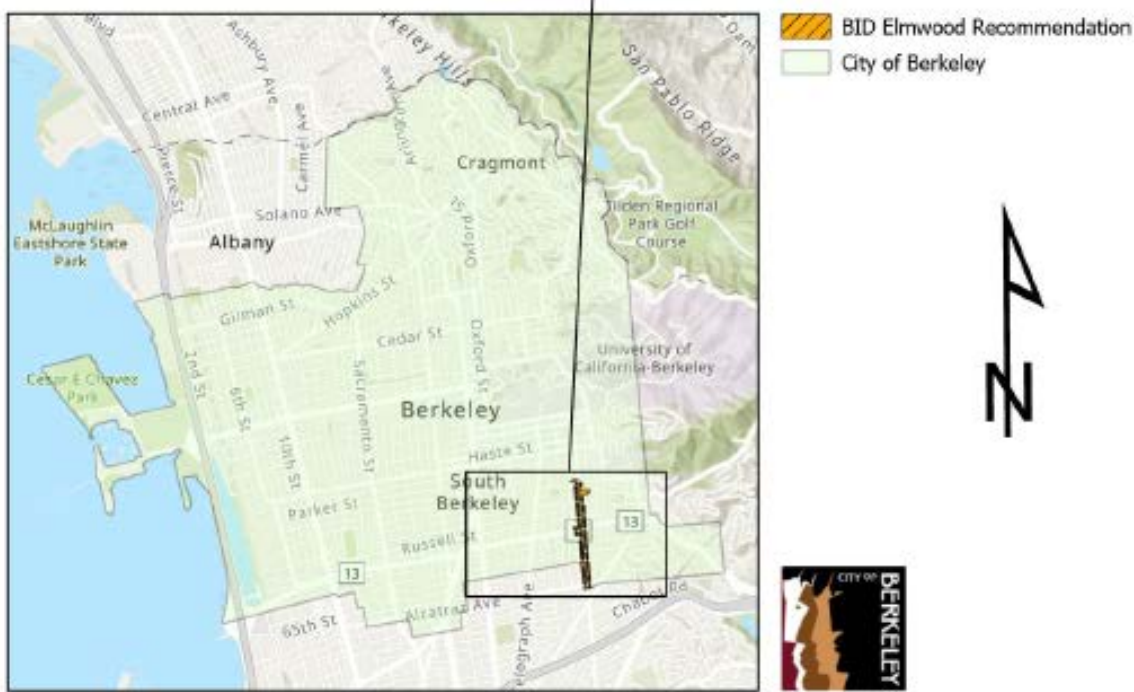 BID Elmwood Recommendation
City of Berkeley
Blvd
Ashbury Ave
Central Ave
Carmel Ave
Arlington Ave
Berkeley Hills
San Pablo Ridge
Dam
Cragmont
Pierce St
Solano Ave
Albany
McLaughlin
Eastshore State
Park
Tilden Regional
Park Golf
Course
Oxford St
Gilman St
Hopkins St
Cedar St
Oxford St
University of
California-Berkeley
Cesar E Chavez
Park
2nd St
6th St
10th St
Sacramento St
Berkeley
Haste St
South
Berkeley
Parker St
Russell St
13
13
Alcatraz Ave
65th St
elegraph Ave
Chabot Rd
N
CITY OF
BERKELEY